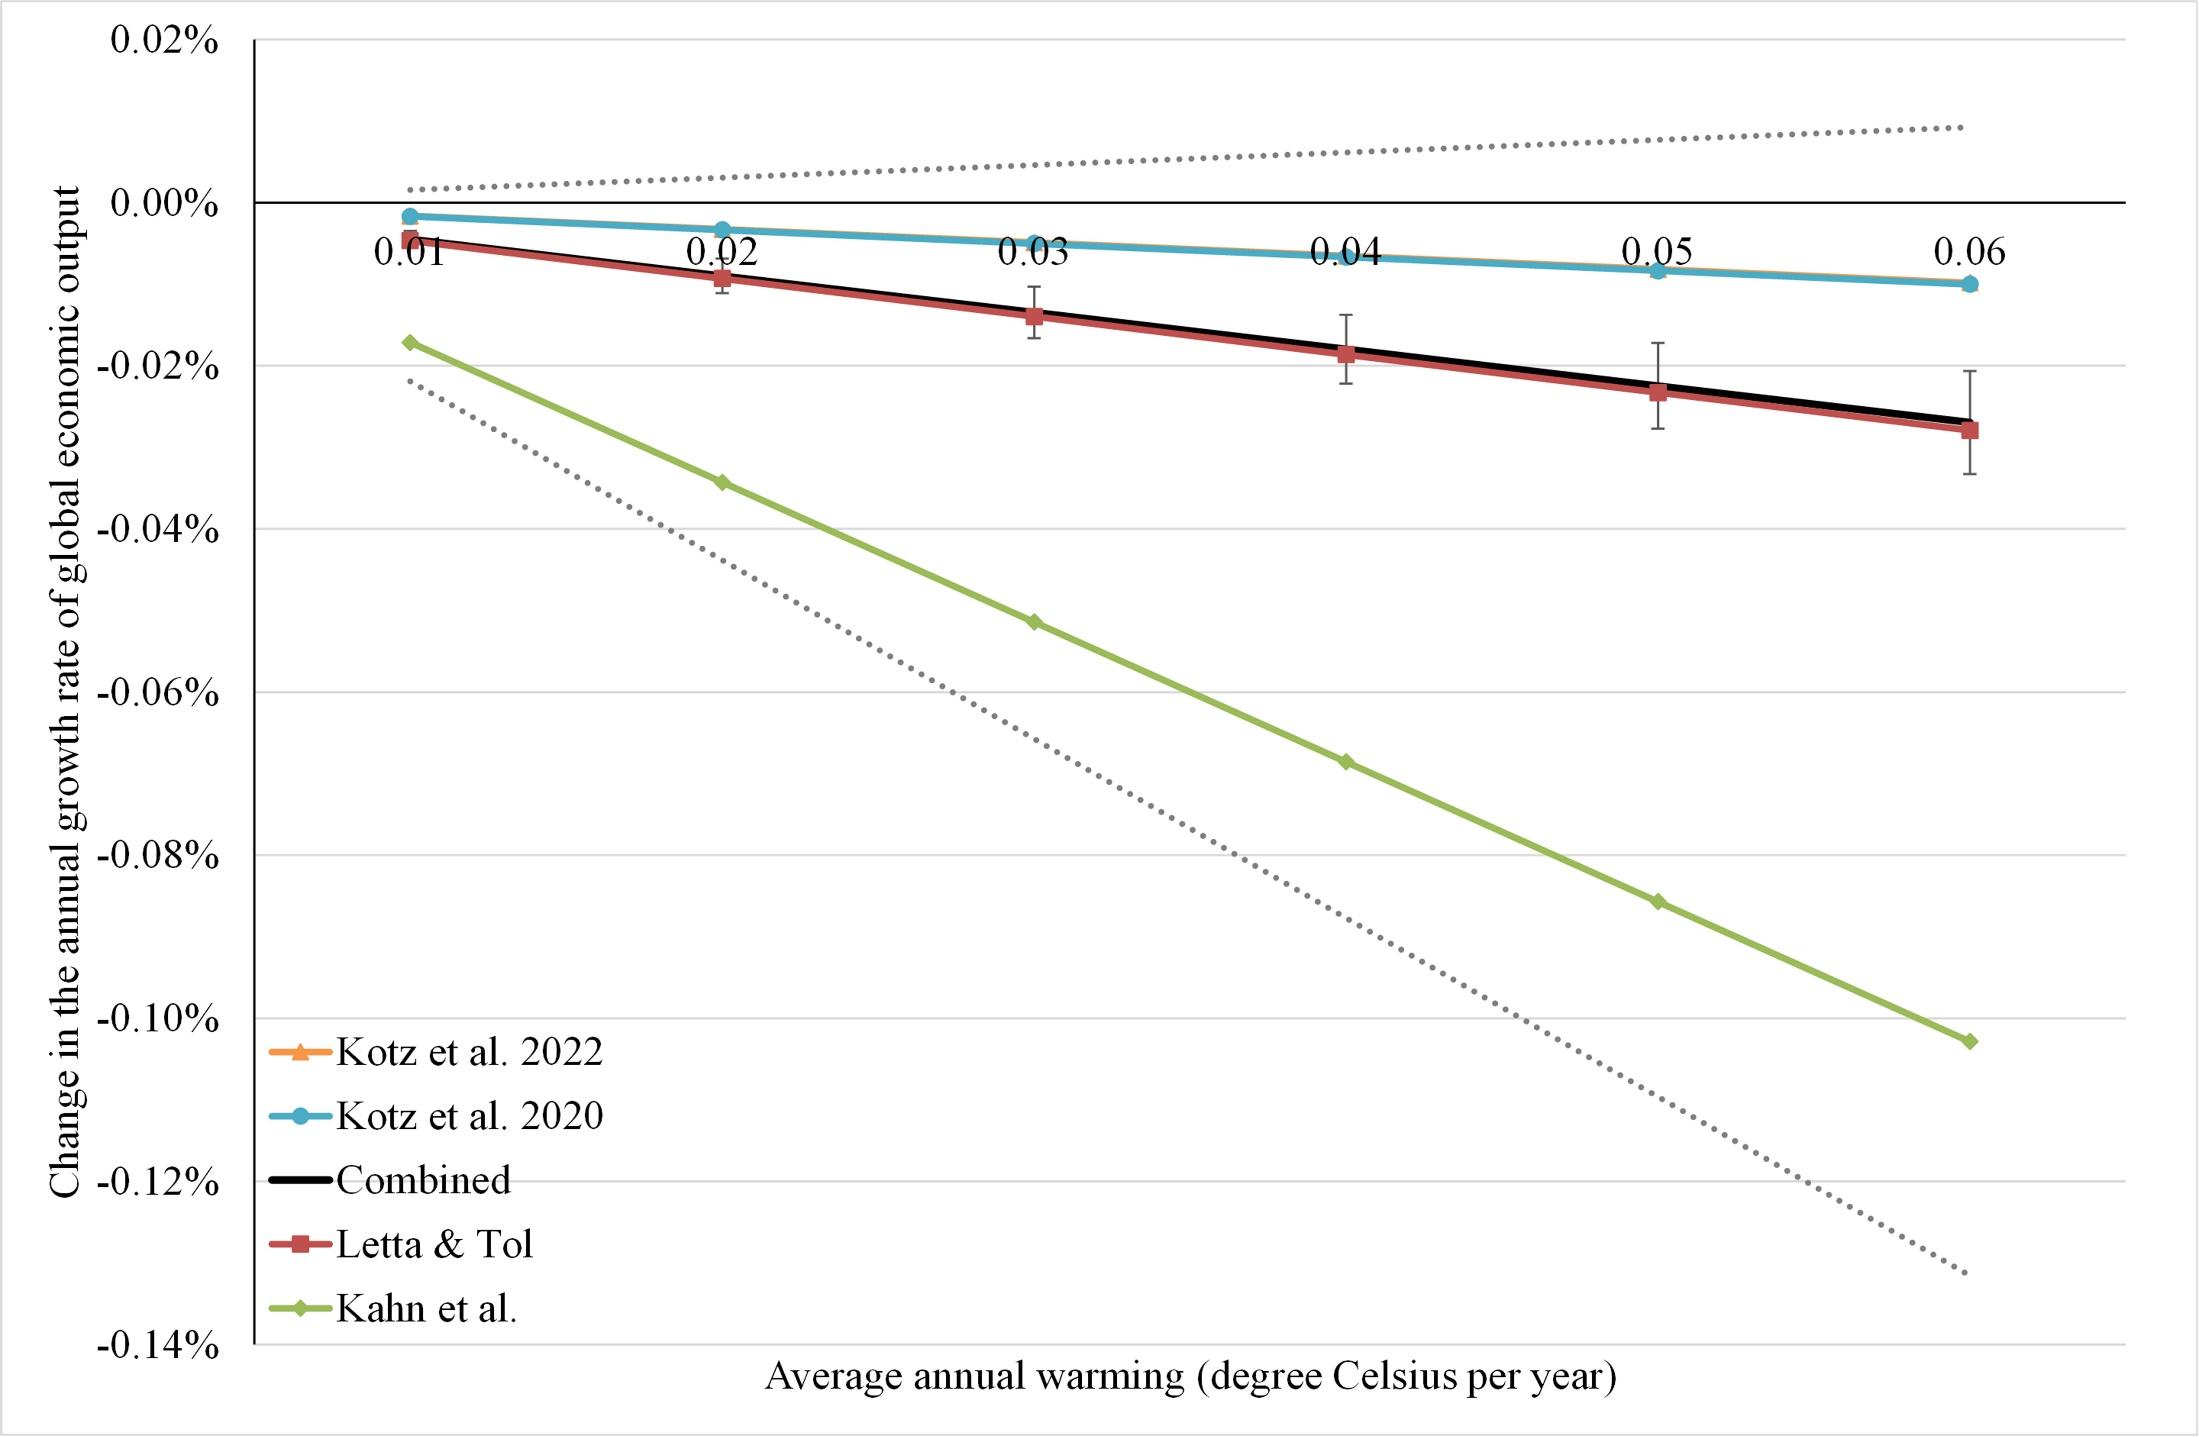 0.02%
0.00%
-0.02%
-0.04%
-0.06%
-0.08%
-0.10%
-0.12%
-0.14%
Change in the annual growth rate of global economic output
0.01 0.02 0.03 0.04 0.05 0.06
Kotz et al. 2022
Kotz et al. 2020
Combined
Letta & Tol
Kahn et al.
Average annual warming (degree Celsius per year)